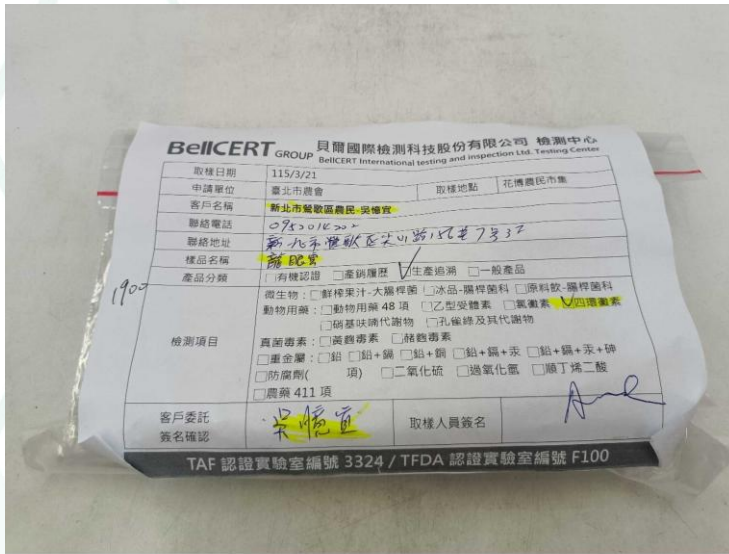 BellCERT GROUP 貝爾國際檢測科技股份有限公司 檢測中心
BellCERT International testing and inspection Ltd. Testing Center
取樣日期 115/3/21
申請單位 臺北市農會 取樣地點 花博農民市集
客戶名稱 新北市鶯歌區農民-吳憶宜
聯絡電話
聯絡地址 新北市鶯歌區尖山路
樣品名稱 龍眼蜜
產品分類 □有機認證 □產銷履歷 ☑生產追溯 □一般產品
1900
檢測項目
微生物：□鮮榨果汁-大腸桿菌 □冰品-腸桿菌科 □原料飲-腸桿菌科
動物用藥：□動物用藥 48 項 □乙型受體素 □氯黴素 ☑四環黴素
□硝基呋喃代謝物 □孔雀綠及其代謝物
真菌毒素：□黃麴毒素 □赭麴毒素
□重金屬：□鉛 □鉛+鎘 □鉛+銅 □鉛+鎘+汞 □鉛+鎘+汞+砷
□防腐劑( 項) □二氧化硫 □過氧化氫 □順丁烯二酸
□農藥 411 項
客戶委託簽名確認 吳憶宜 取樣人員簽名
TAF 認證實驗室編號 3324 / TFDA 認證實驗室編號 F100